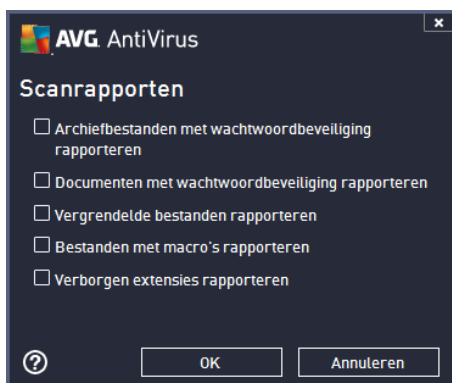 AVG AntiVirus
x
Scanrapporten
Archiefbestanden met wachtwoordbeveiliging
rapporteren
Documenten met wachtwoordbeveiliging rapporteren
Vergrendelde bestanden rapporteren
Bestanden met macro's rapporteren
Verborgen extensies rapporteren
?
OK
Annuleren